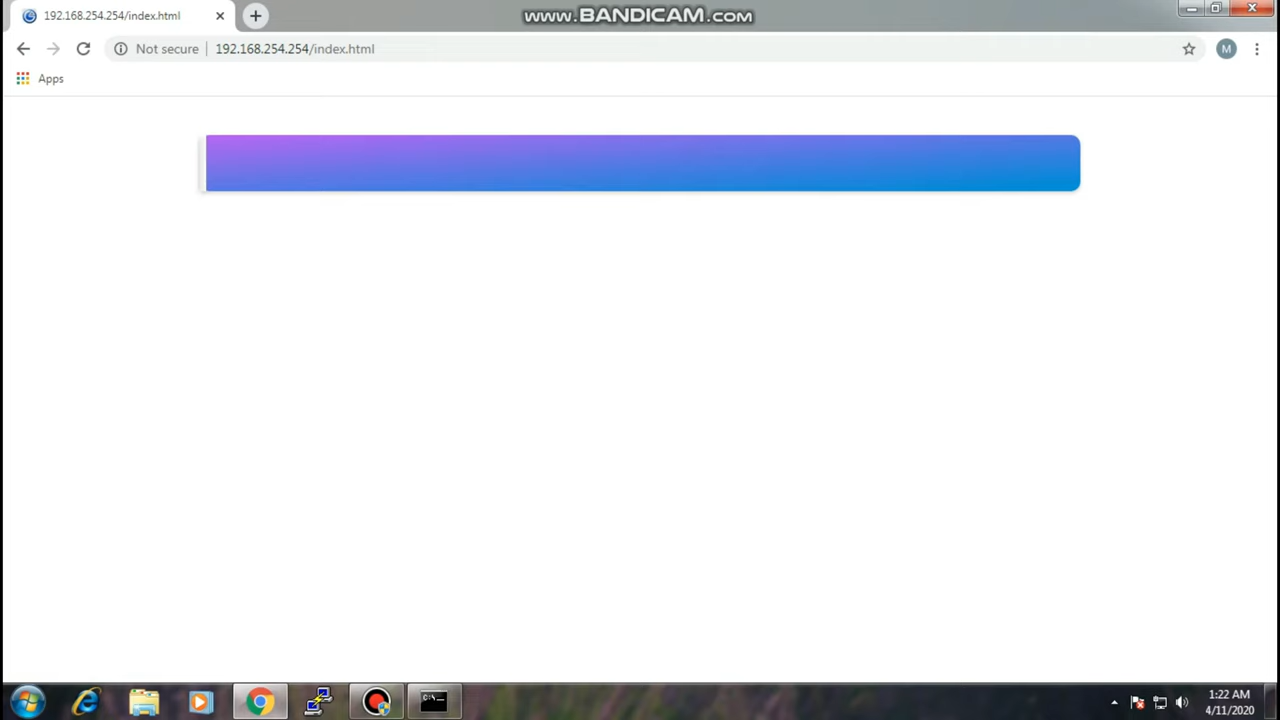 192.168.254.254/index.html
www.BANDICAM.com
Not secure
192.168.254.254/index.html
M
Apps
C:\
1:22 AM
4/11/2020